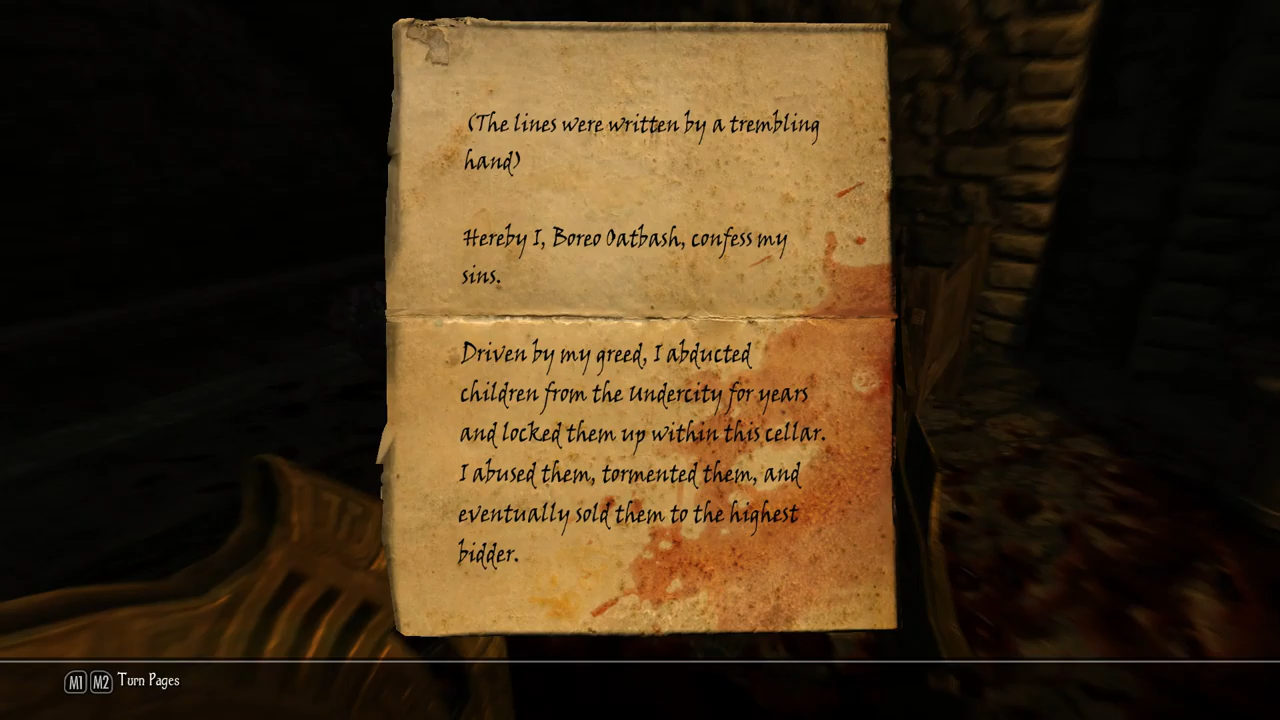 (The lines were written by a trembling
hand)
Hereby I, Boreo Oatbash, confess my
sins.
Driven by my greed, I abducted
children from the Undercity for years
and locked them up within this cellar.
I abused them, tormented them, and
eventually sold them to the highest
bidder.
M1 M2 Turn Pages